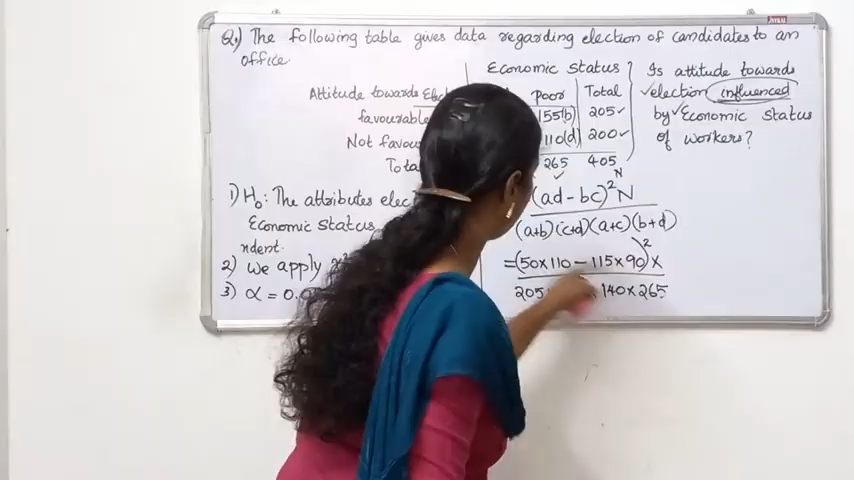 Q.) The following table gives data regarding election of candidates to an
office.
Economic Status
Attitude towards Poor Total
favourable 155(b) 205✓
Not 110(d) 200✓
265 405
N
✓
Is attitude towards
✓election influenced
by ✓Economic status
of workers?
1) H₀: The attributes
Economic Status
ndent.
2) we apply
3) α = 0.
(ad - bc)² N
(a+b)(c+d)(a+c)(b+d)
= (50×110 - 115×90)² ×
205 140×265